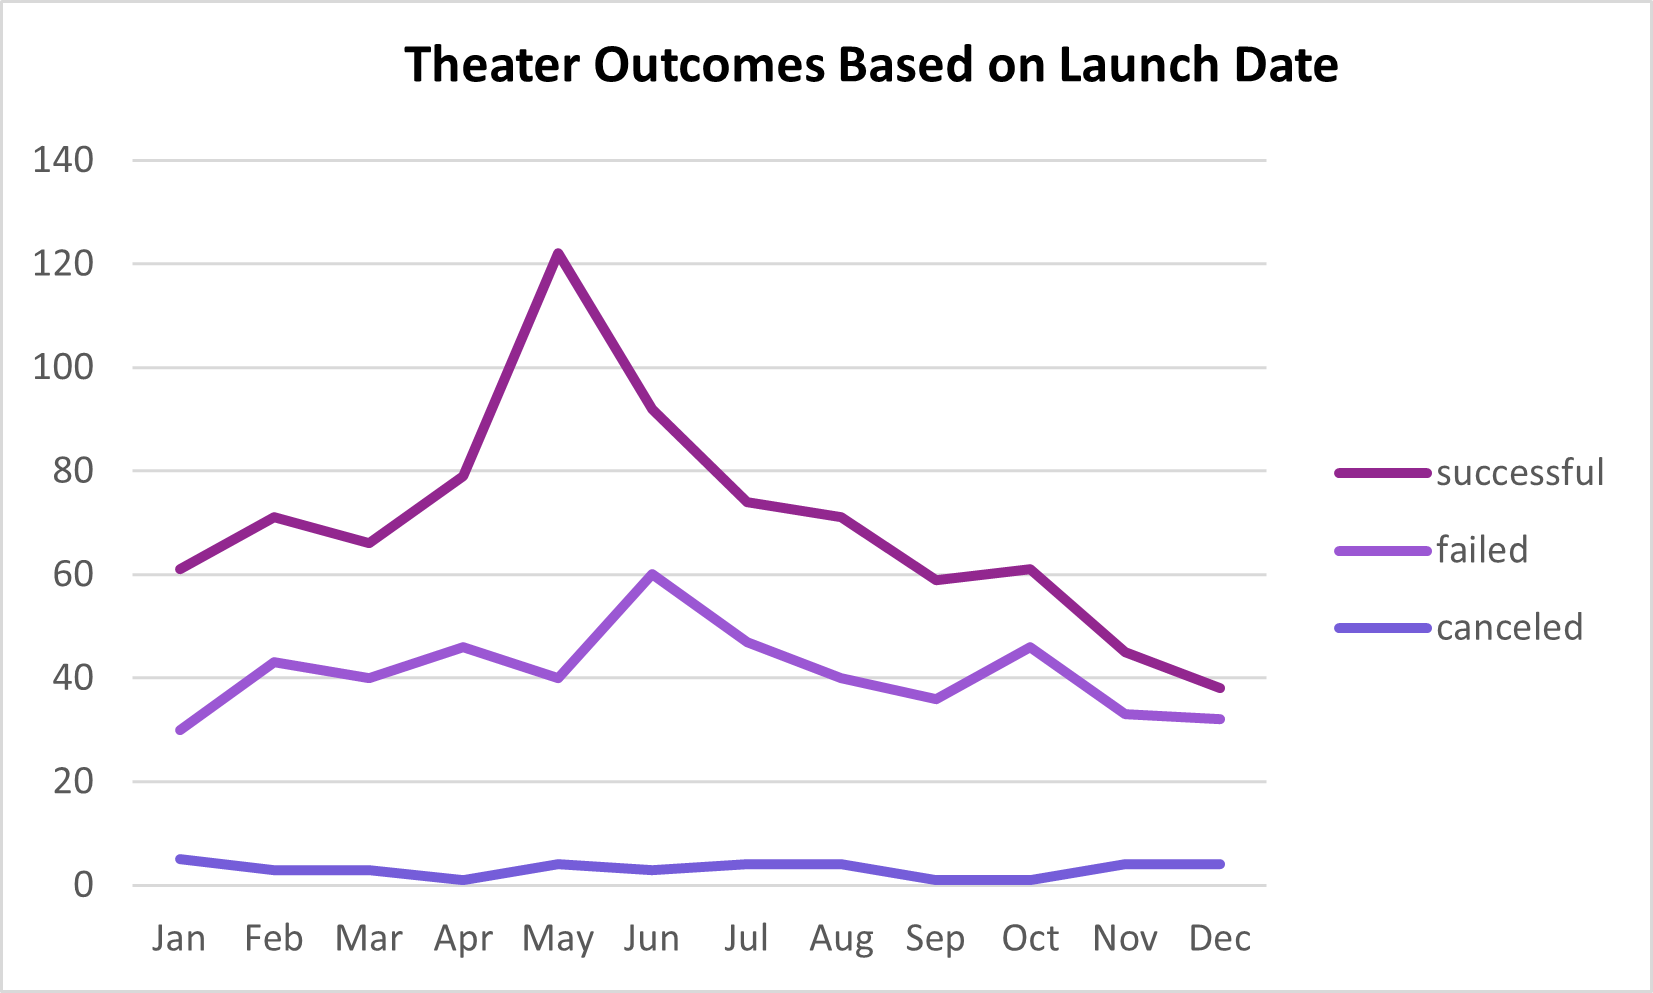 Theater Outcomes Based on Launch Date
140
120
100
80
60
40
20
0
Jan Feb Mar Apr May Jun Jul Aug Sep Oct Nov Dec
successful
failed
canceled